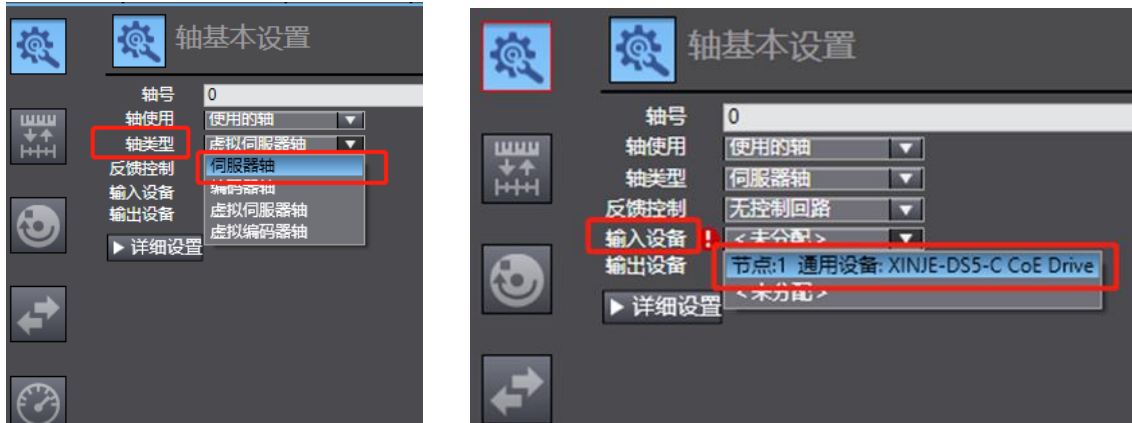 轴基本设置
轴号 0
轴使用 使用的轴
轴类型 虚拟伺服器轴
反馈控制 伺服器轴
编码器轴
输入设备
虚拟伺服器轴
输出设备
虚拟编码器轴
▶ 详细设置
轴基本设置
轴号 0
轴使用 使用的轴
轴类型 伺服器轴
反馈控制 无控制回路
输入设备 ! <未分配>
输出设备 节点:1 通用设备: XINJE-DS5-C CoE Drive
<未分配>
▶ 详细设置